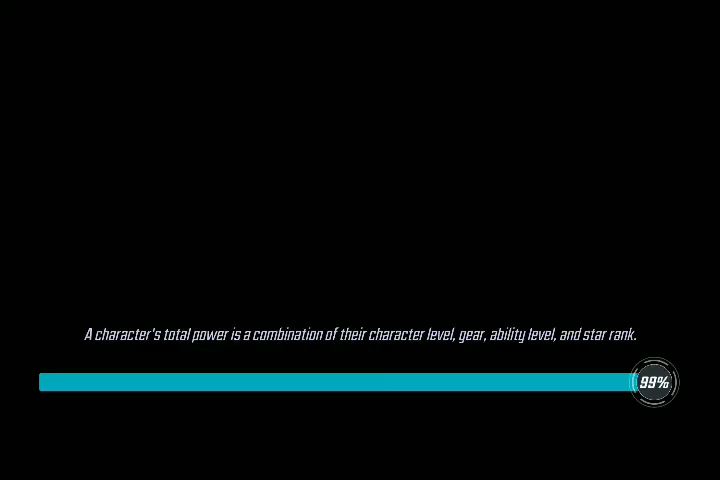 A character's total power is a combination of their character level, gear, ability level, and star rank.
99%